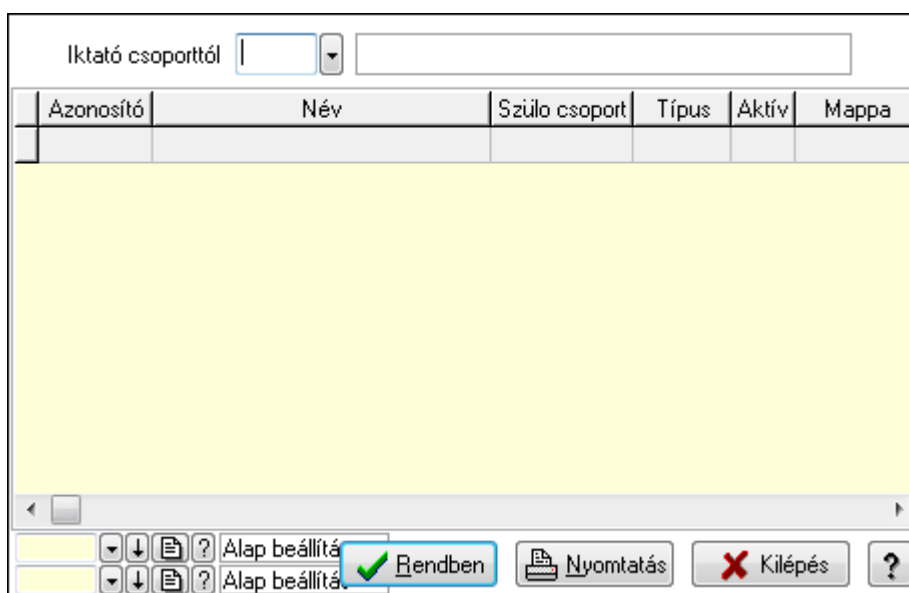 Iktató csoporttól
Azonosító Név Szülo csoport Típus Aktív Mappa
? Alap beállítá
? Alap beállítá
Rendben Nyomtatás Kilépés ?